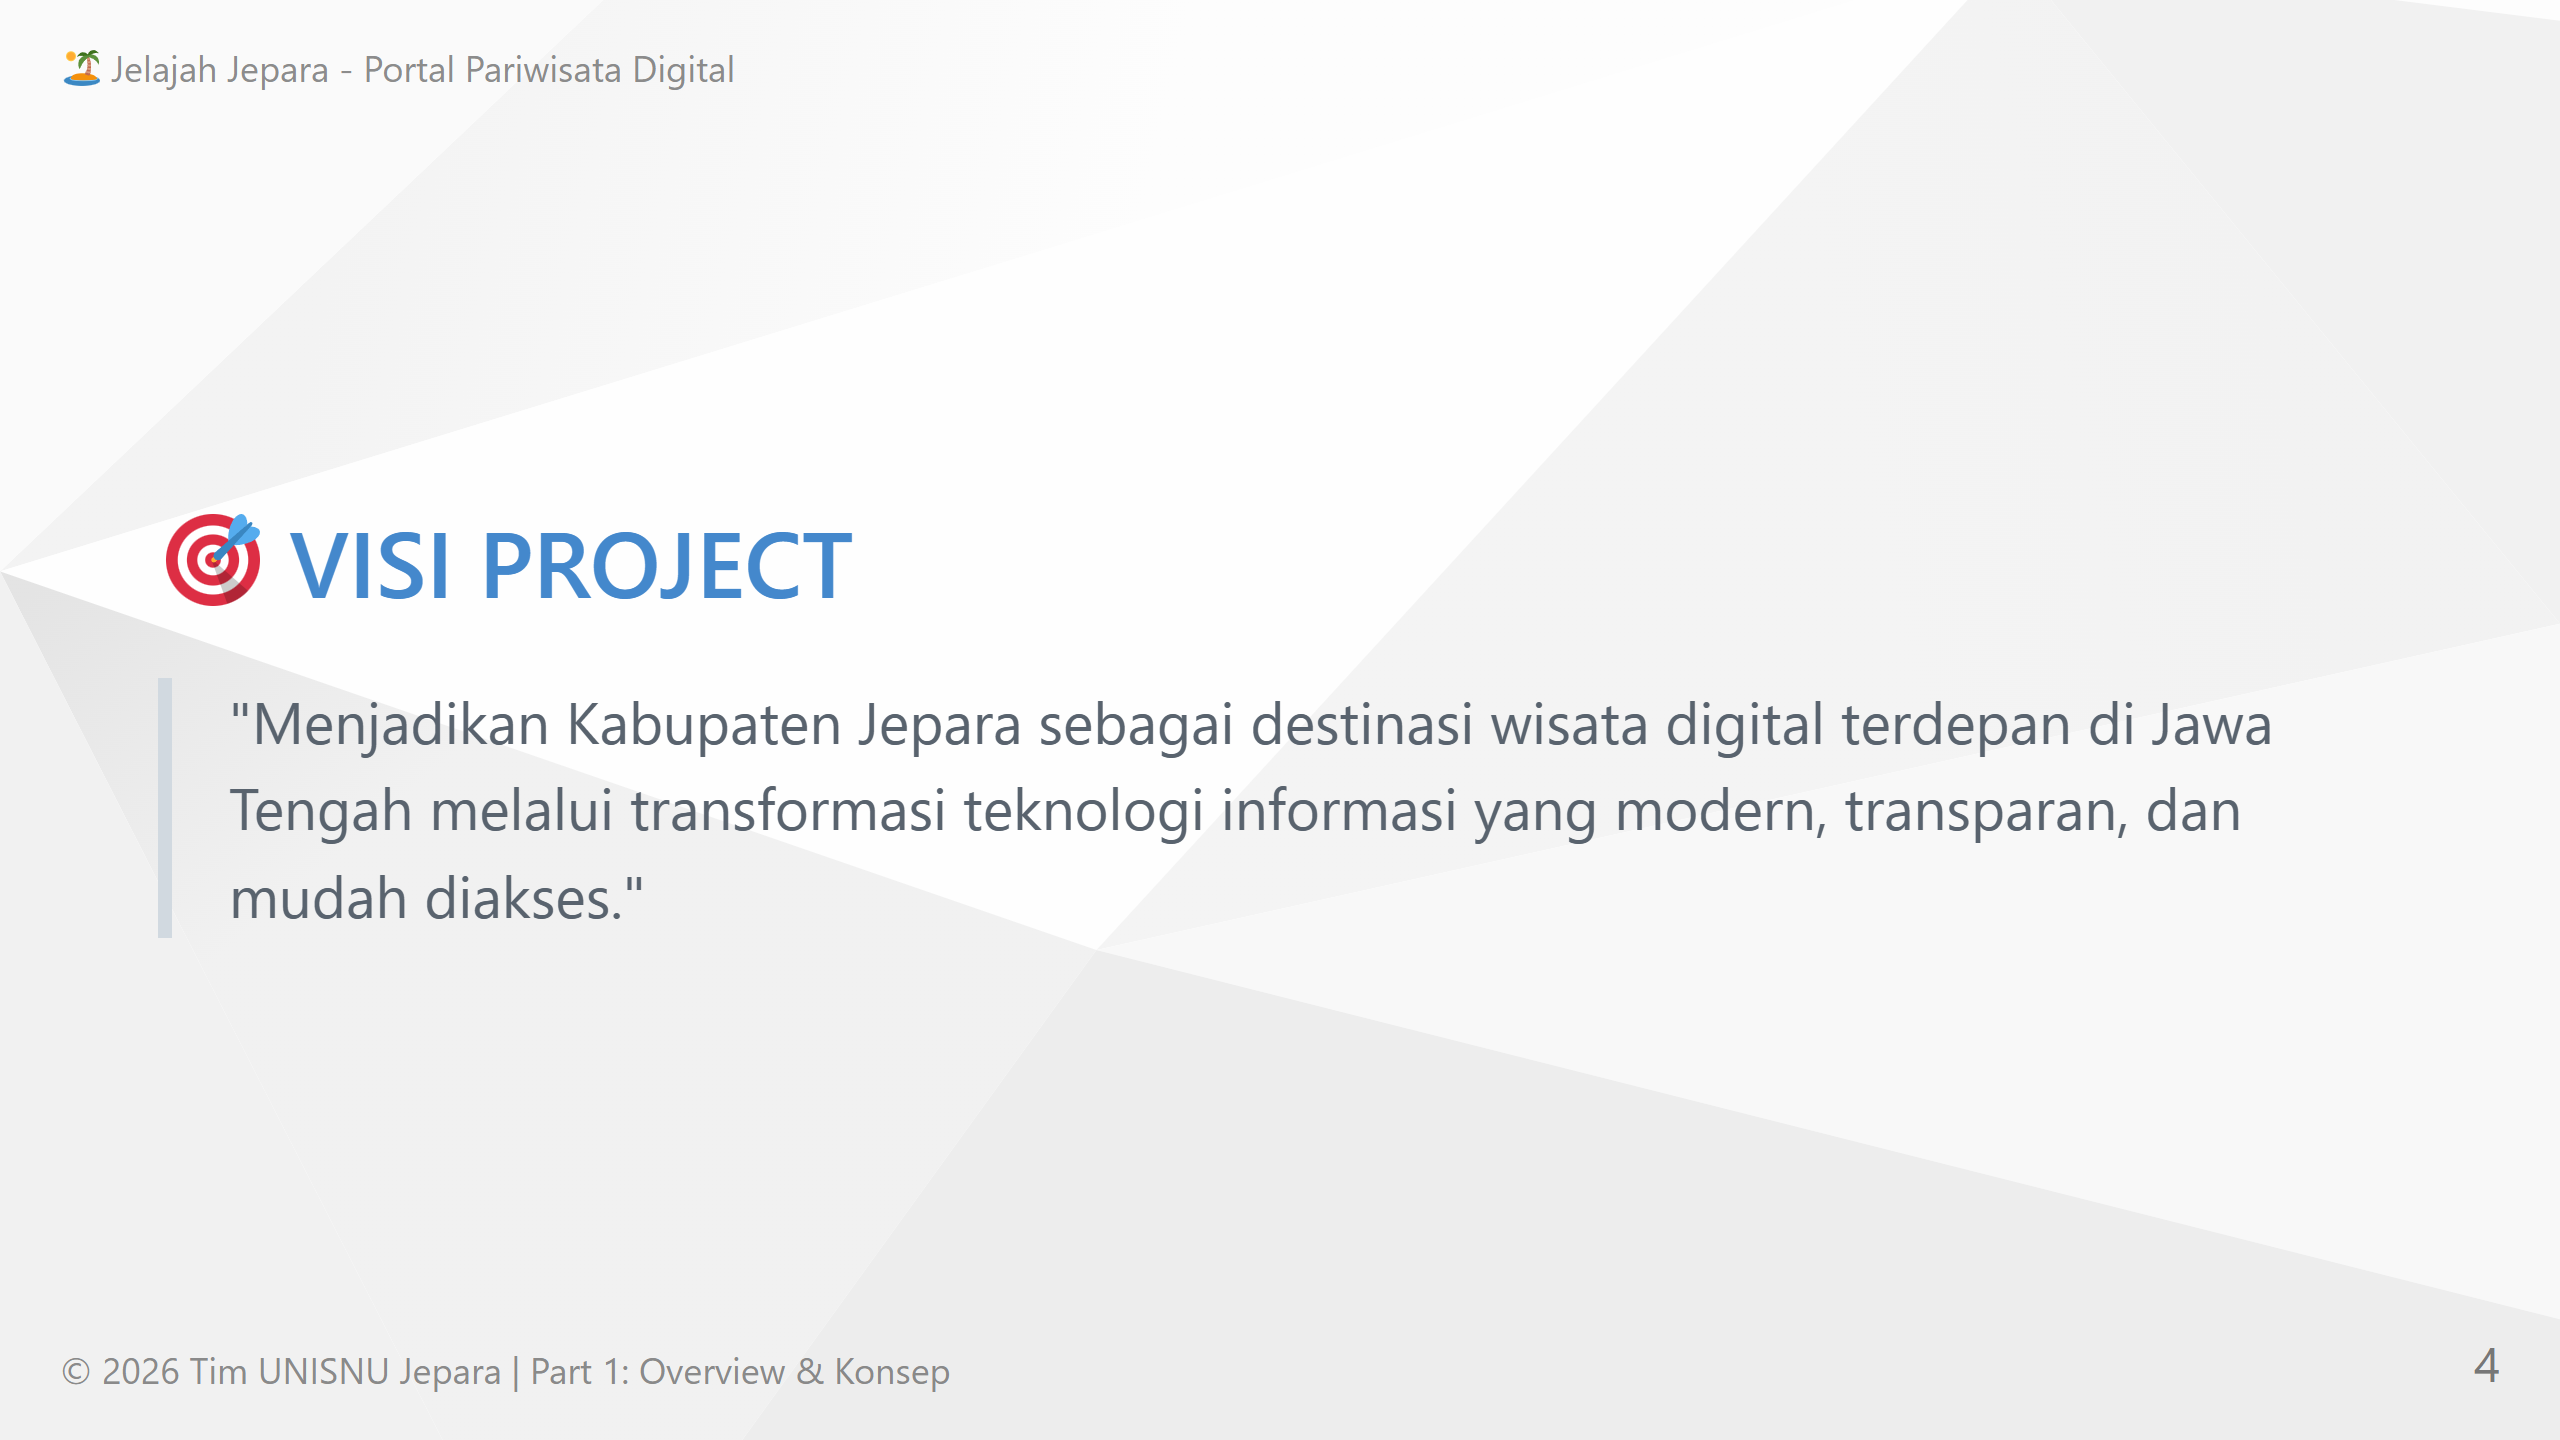 Jelajah Jepara - Portal Pariwisata Digital
VISI PROJECT
"Menjadikan Kabupaten Jepara sebagai destinasi wisata digital terdepan di Jawa
Tengah melalui transformasi teknologi informasi yang modern, transparan, dan
mudah diakses."
© 2026 Tim UNISNU Jepara | Part 1: Overview & Konsep
4